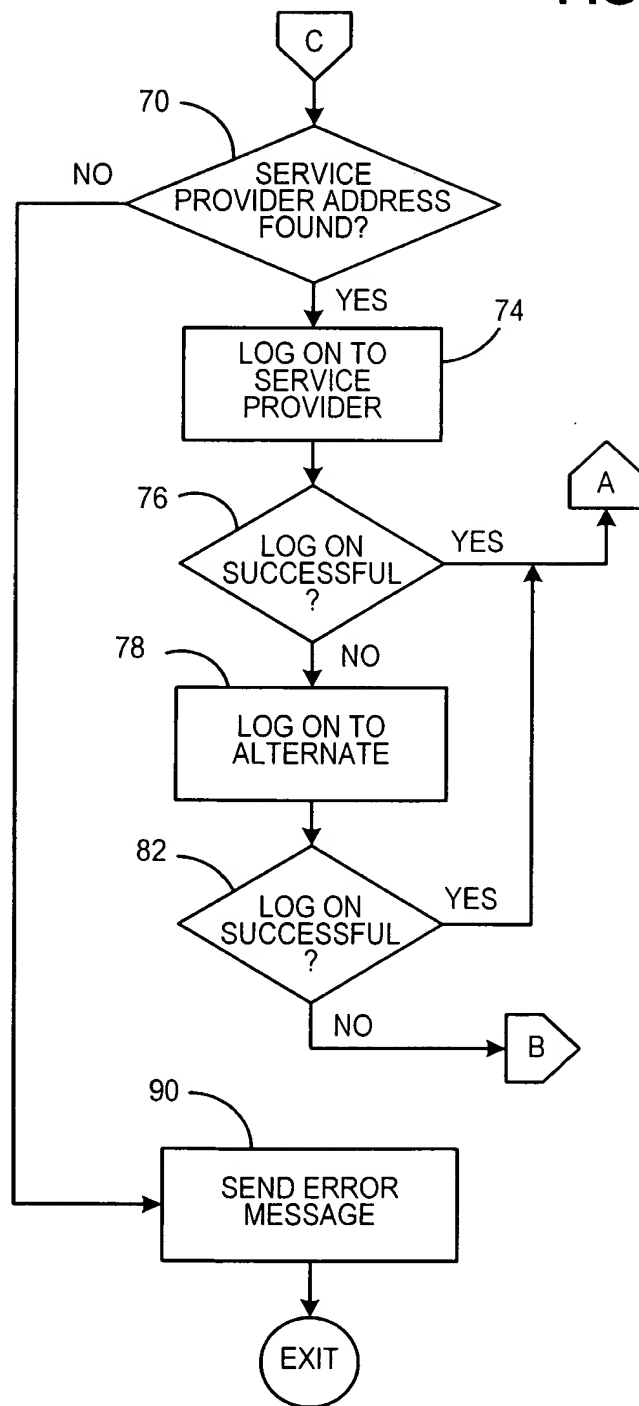 C
70
NO
SERVICE
PROVIDER ADDRESS
FOUND?
YES
74
LOG ON TO
SERVICE
PROVIDER
A
76
LOG ON
SUCCESSFUL
?
YES
NO
78
LOG ON TO
ALTERNATE
82
LOG ON
SUCCESSFUL
?
YES
NO
B
90
SEND ERROR
MESSAGE
EXIT